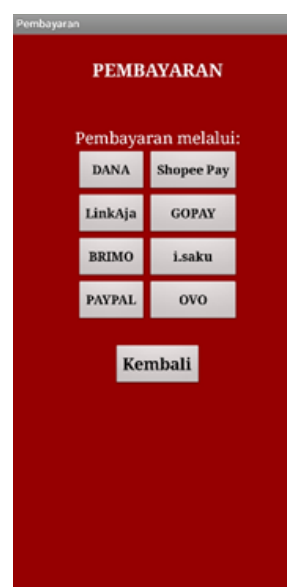 Pembayaran
PEMBAYARAN
Pembayaran melalui:
DANA Shopee Pay
LinkAja GOPAY
BRIMO i.saku
PAYPAL OVO
Kembali